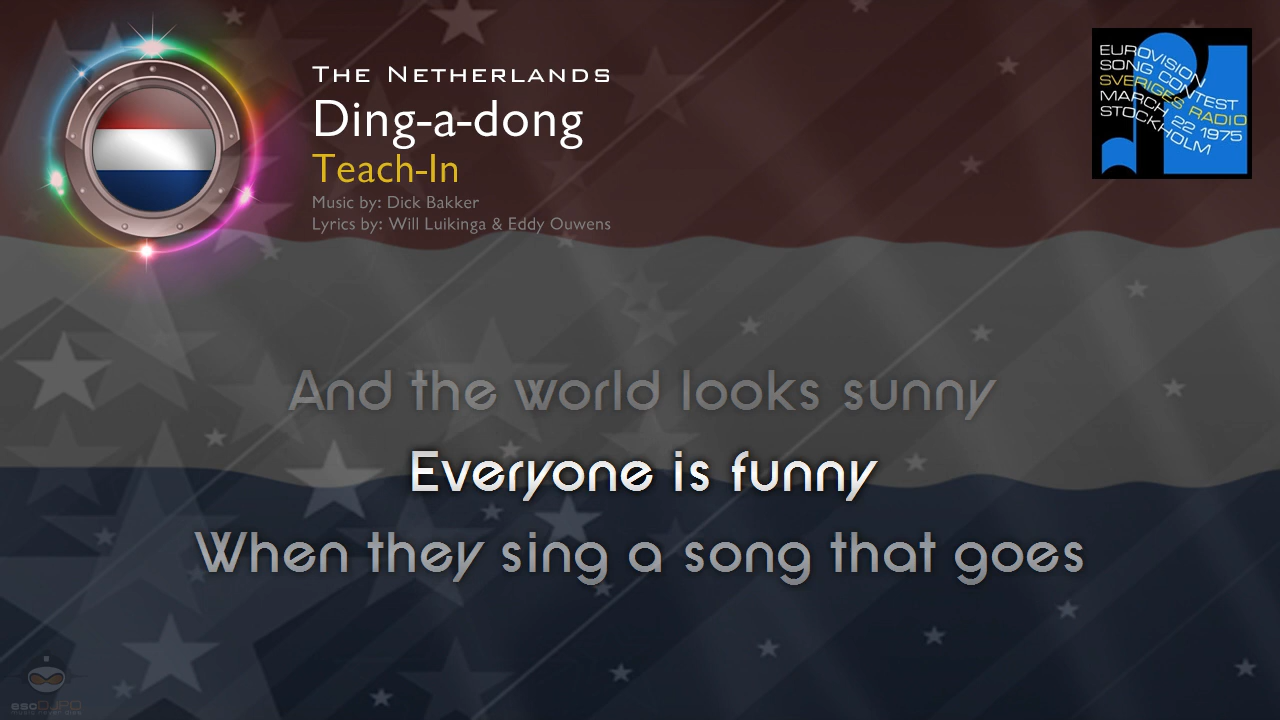 The Netherlands
Ding-a-dong
Teach-In
Music by: Dick Bakker
Lyrics by: Will Luikinga & Eddy Ouwens
EUROVISION
SONG CONTEST
SVERIGES RADIO
MARCH 22 1975
STOCKHOLM
And the world looks sunny
Everyone is funny
When they sing a song that goes